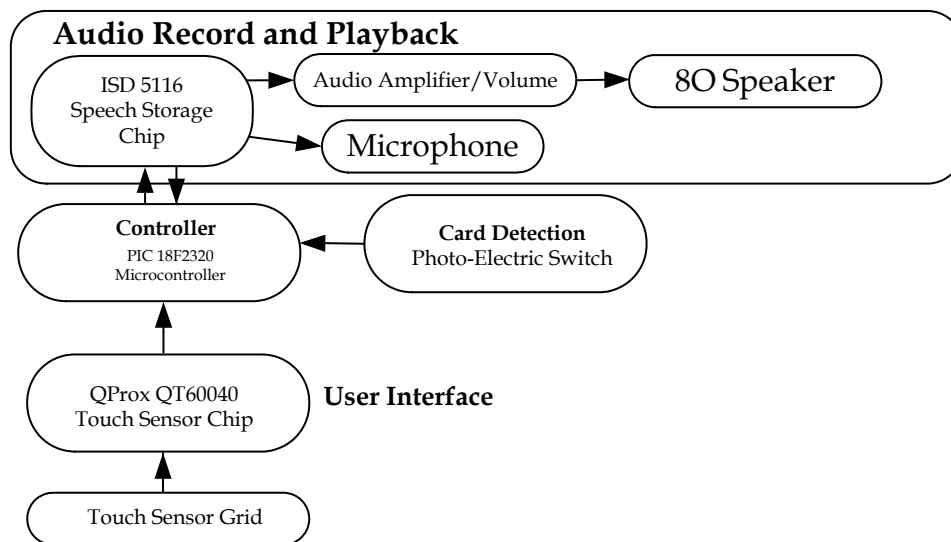 Audio Record and Playback
ISD 5116
Speech Storage
Chip
Audio Amplifier/Volume
8O Speaker
Microphone
Controller
PIC 18F2320
Microcontroller
Card Detection
Photo-Electric Switch
QProx QT60040
Touch Sensor Chip
User Interface
Touch Sensor Grid